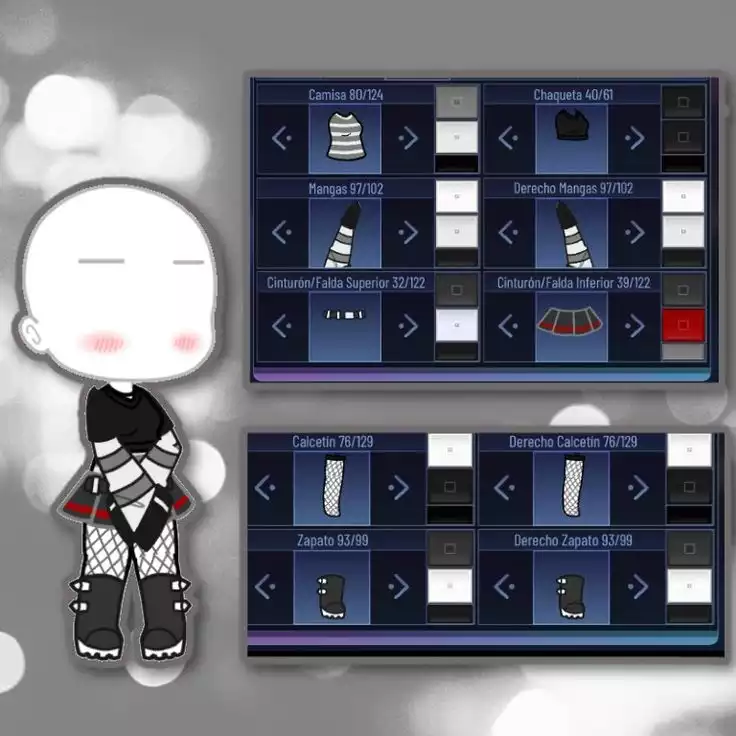 Camisa 80/124
Chaqueta 40/61
Mangas 97/102
Derecho Mangas 97/102
Cinturón/Falda Superior 32/122
Cinturón/Falda Inferior 39/122
Calcetín 76/129
Derecho Calcetín 76/129
Zapato 93/99
Derecho Zapato 93/99